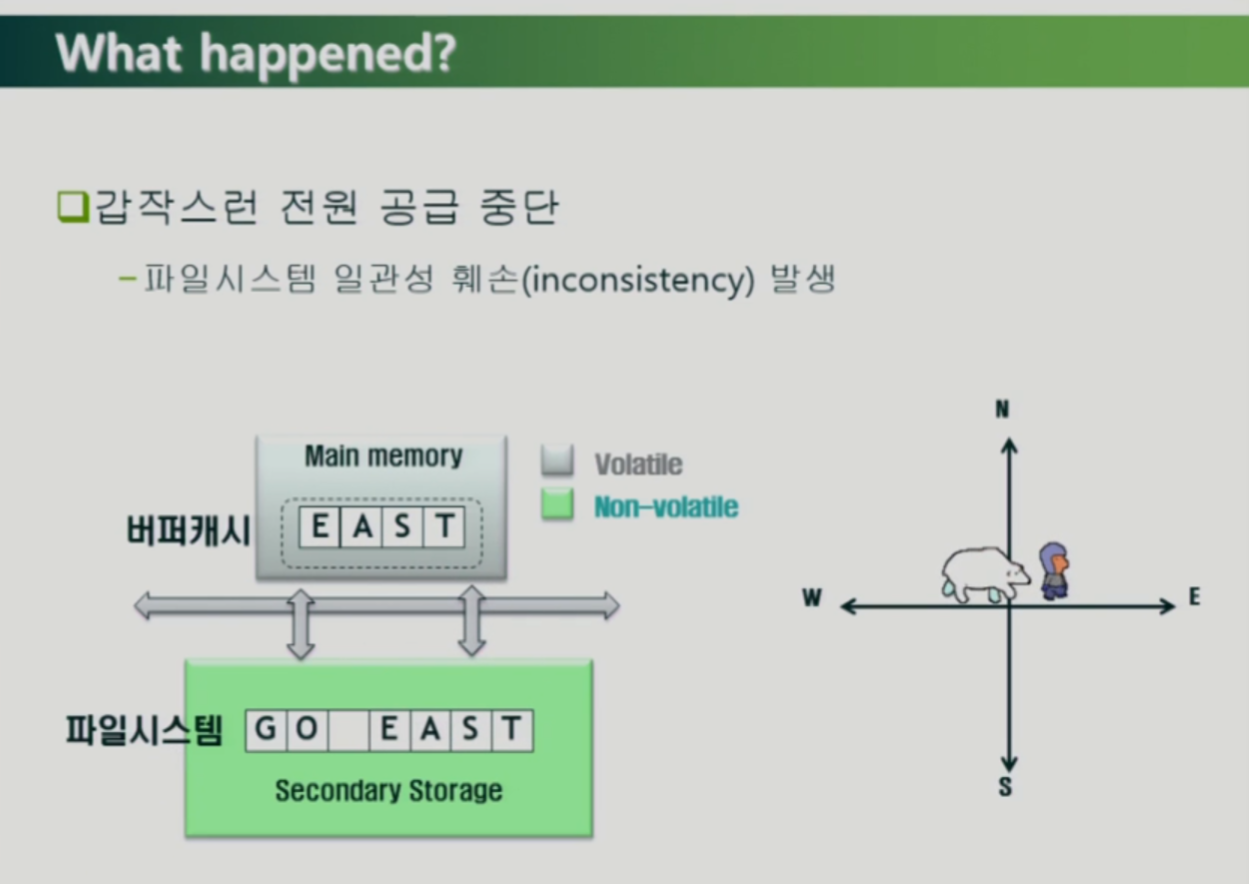 What happened?
갑작스런 전원 공급 중단
– 파일시스템 일관성 훼손(inconsistency) 발생
Main memory
버퍼캐시
E A S T
Volatile
Non-volatile
파일시스템
G O E A S T
Secondary Storage
N
W
E
S